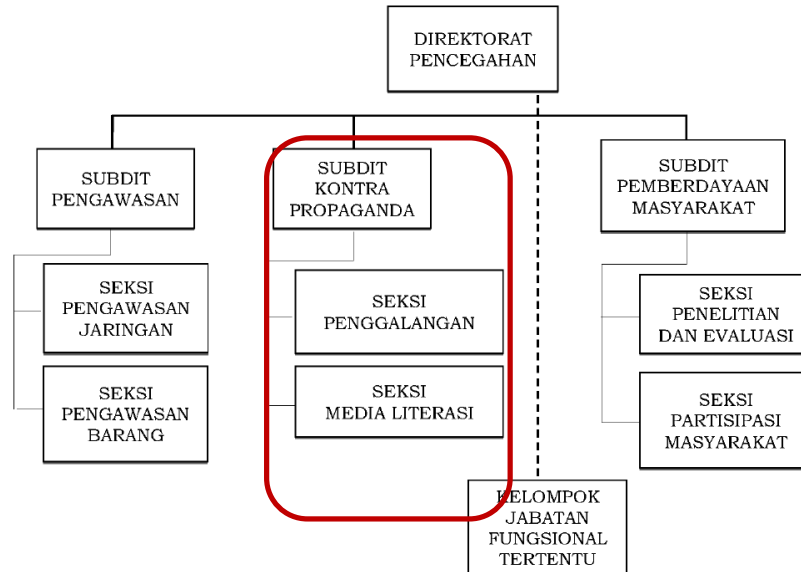 DIREKTORAT
PENCEGAHAN
SUBDIT
PENGAWASAN
SUBDIT
KONTRA
PROPAGANDA
SUBDIT
PEMBERDAYAAN
MASYARAKAT
SEKSI
PENGAWASAN
JARINGAN
SEKSI
PENGGALANGAN
SEKSI
PENELITIAN
DAN EVALUASI
SEKSI
PENGAWASAN
BARANG
SEKSI
MEDIA LITERASI
SEKSI
PARTISIPASI
MASYARAKAT
KELOMPOK
JABATAN
FUNGSIONAL
TERTENTU